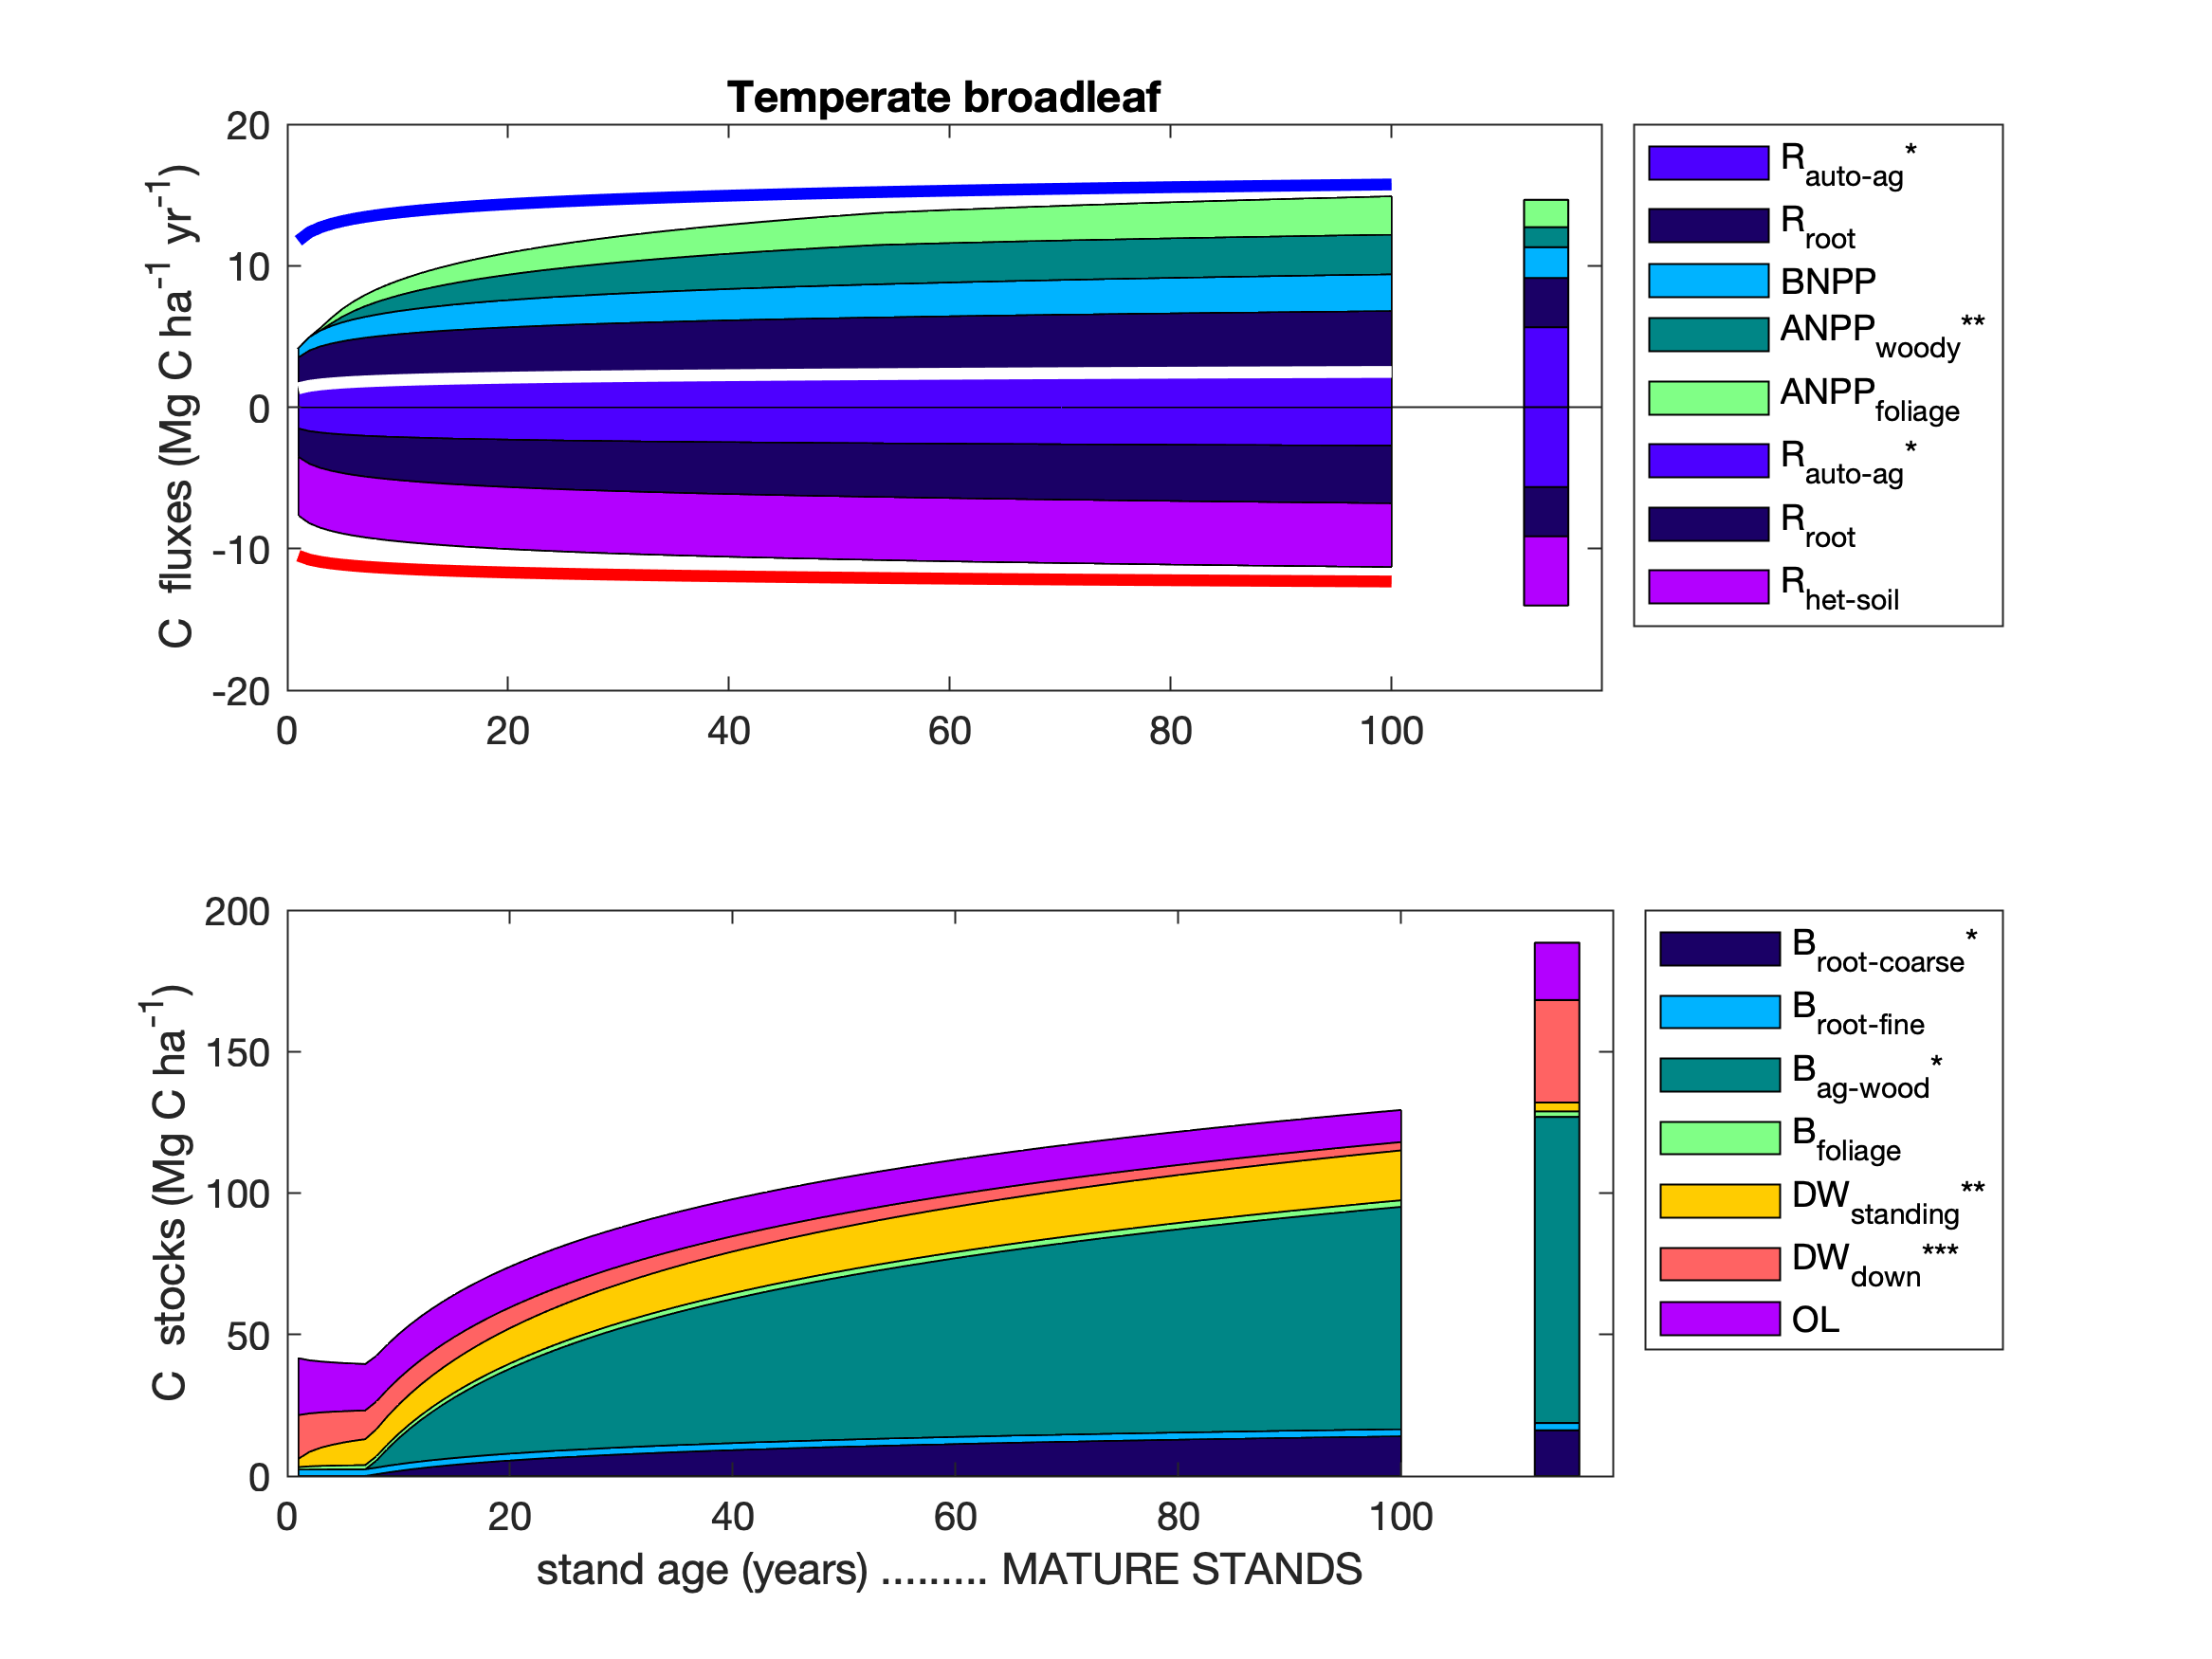 Temperate broadleaf
20
10
0
-10
-20
C fluxes (Mg C ha-1 yr-1)
0 20 40 60 80 100
Rauto-ag*
Rroot
BNPP
ANPPwoody**
ANPPfoliage
Rauto-ag*
Rroot
Rhet-soil
200
150
100
50
0
C stocks (Mg C ha-1)
0 20 40 60 80 100
stand age (years) ......... MATURE STANDS
Broot-coarse*
Broot-fine
Bag-wood*
Bfoliage
DWstanding**
DWdown***
OL